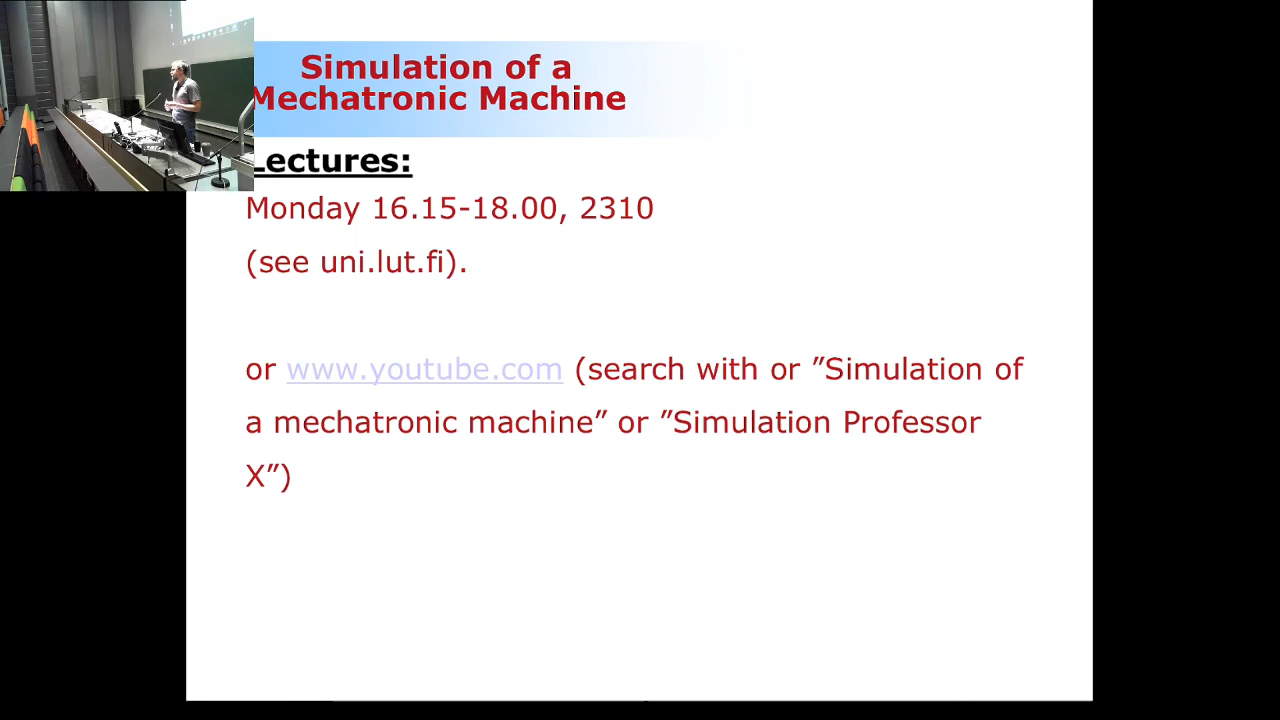 Simulation of a
Mechatronic Machine
Lectures:
Monday 16.15-18.00, 2310
(see uni.lut.fi).
or www.youtube.com (search with or ”Simulation of
a mechatronic machine” or ”Simulation Professor
X”)